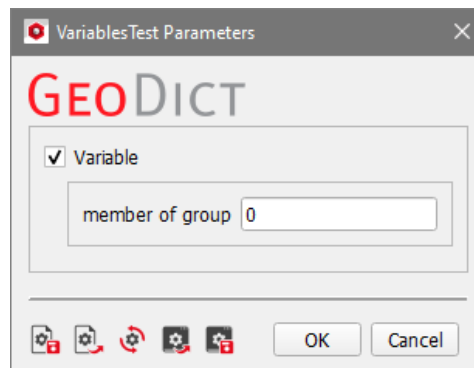 VariablesTest Parameters
GEODICT
Variable
member of group 0
OK Cancel